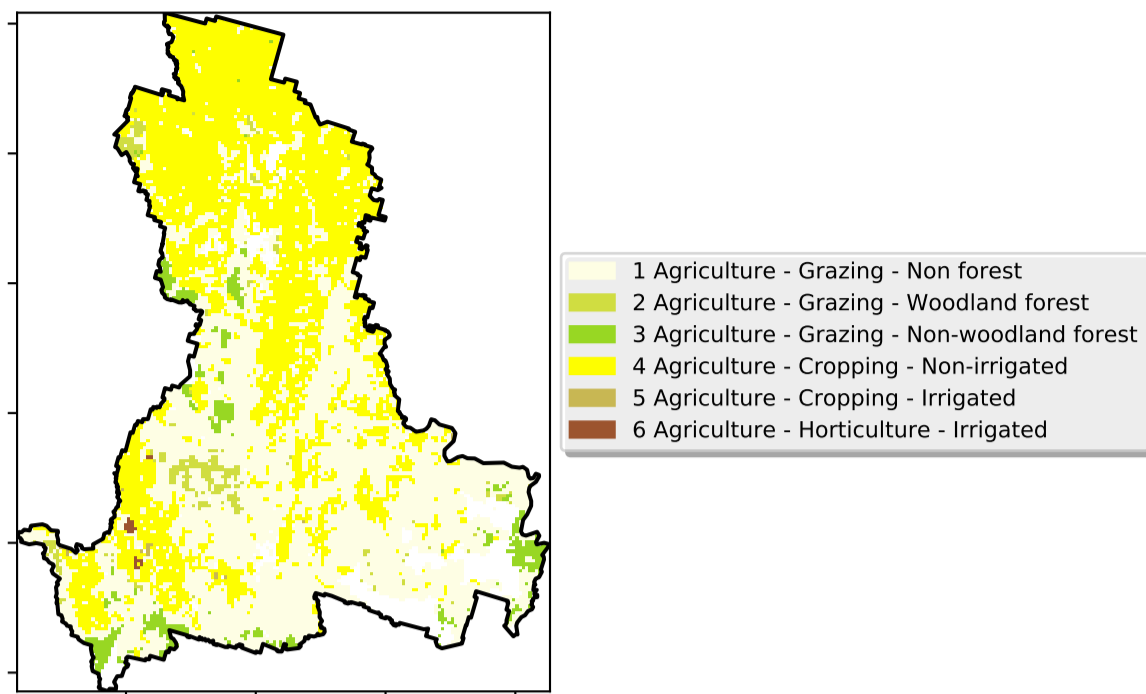 1 Agriculture - Grazing - Non forest
2 Agriculture - Grazing - Woodland forest
3 Agriculture - Grazing - Non-woodland forest
4 Agriculture - Cropping - Non-irrigated
5 Agriculture - Cropping - Irrigated
6 Agriculture - Horticulture - Irrigated